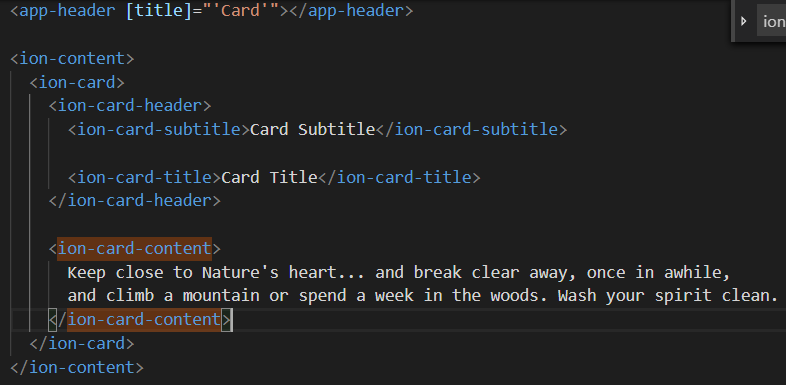 <app-header [title]="'Card'"></app-header>
ion
<ion-content>
<ion-card>
<ion-card-header>
<ion-card-subtitle>Card Subtitle</ion-card-subtitle>
<ion-card-title>Card Title</ion-card-title>
</ion-card-header>
<ion-card-content>
Keep close to Nature's heart... and break clear away, once in awhile,
and climb a mountain or spend a week in the woods. Wash your spirit clean.
</ion-card-content>
</ion-card>
</ion-content>